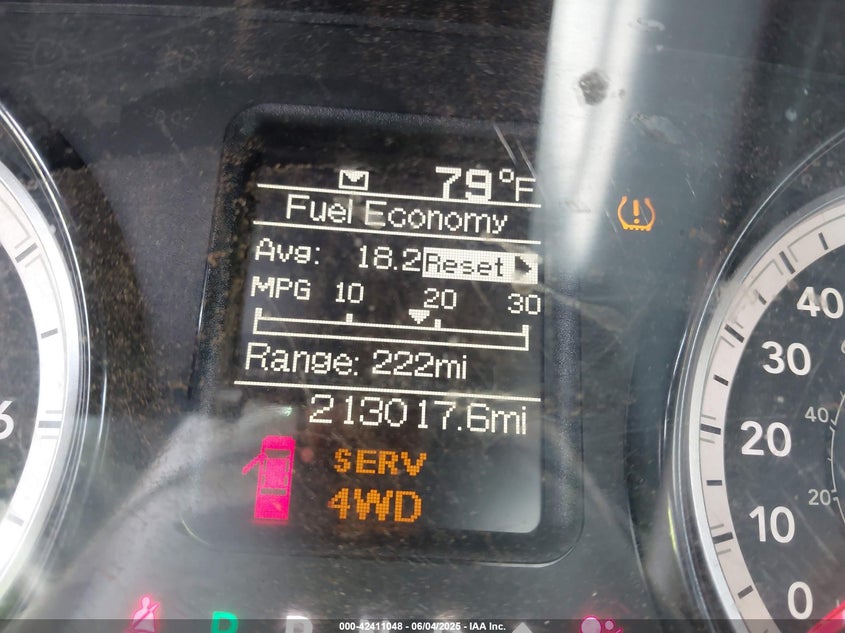 79°F
Fuel Economy
Avg: 18.2 Reset
MPG 10 20 30
Range: 222mi
213017.6mi
SERV
4WD
6
40
30
20
10
0
40
20
P
000-42411048 - 06/04/2025 - IAA Inc.